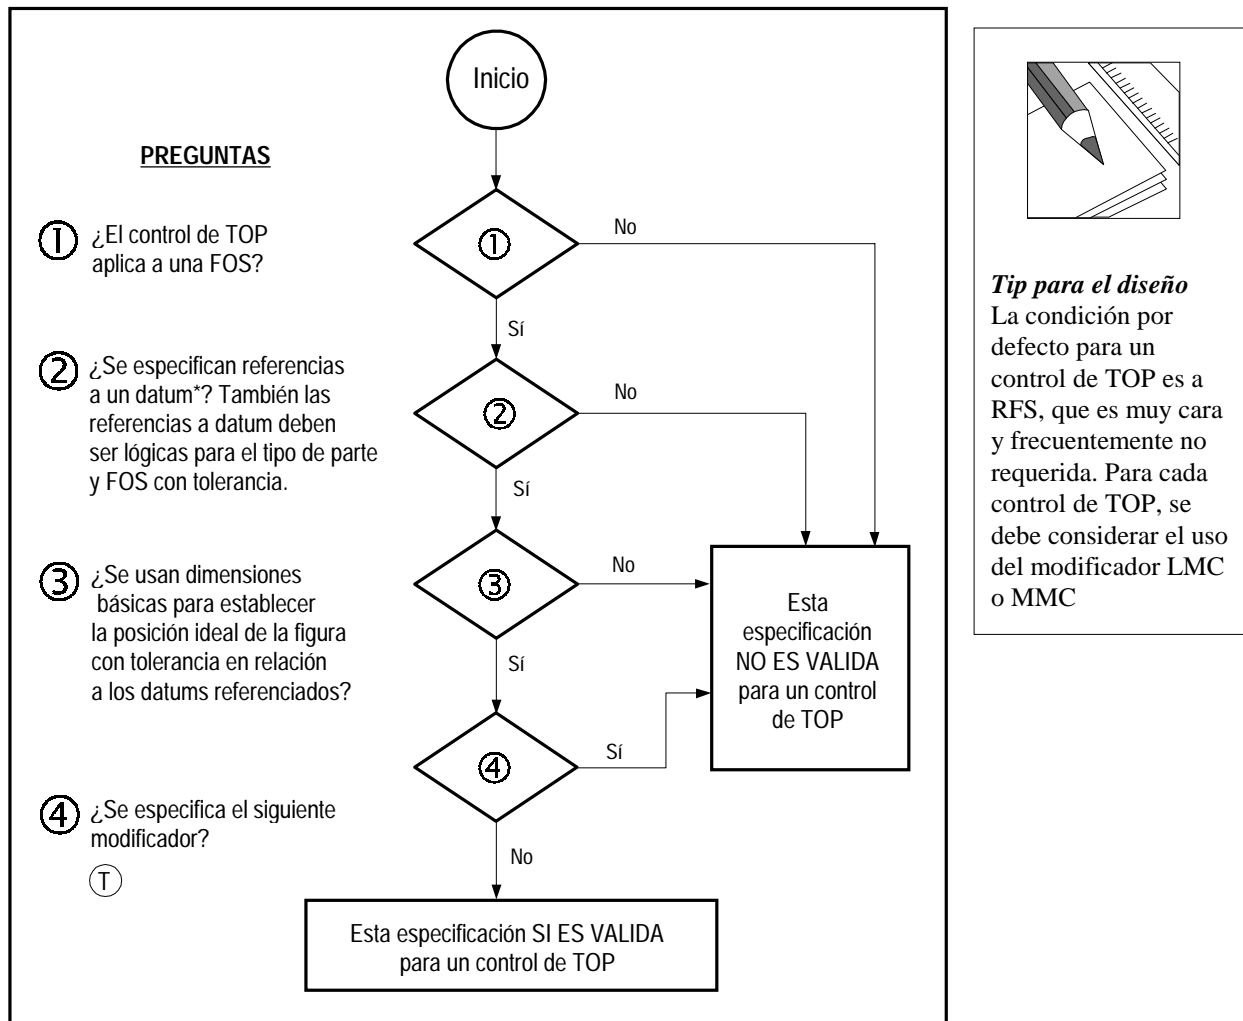 Inicio
PREGUNTAS
① ¿El control de TOP
aplica a una FOS?
①
No
Sí
② ¿Se especifican referencias
a un datum*? También las
referencias a datum deben
ser lógicas para el tipo de parte
y FOS con tolerancia.
②
No
Sí
③ ¿Se usan dimensiones
básicas para establecer
la posición ideal de la figura
con tolerancia en relación
a los datums referenciados?
③
No
Sí
④ ¿Se especifica el siguiente
modificador?
Ⓣ
④
Sí
No
Esta
especificación
NO ES VALIDA
para un control
de TOP
Esta especificación SI ES VALIDA
para un control de TOP
Tip para el diseño
La condición por
defecto para un
control de TOP es a
RFS, que es muy cara
y frecuentemente no
requerida. Para cada
control de TOP, se
debe considerar el uso
del modificador LMC
o MMC